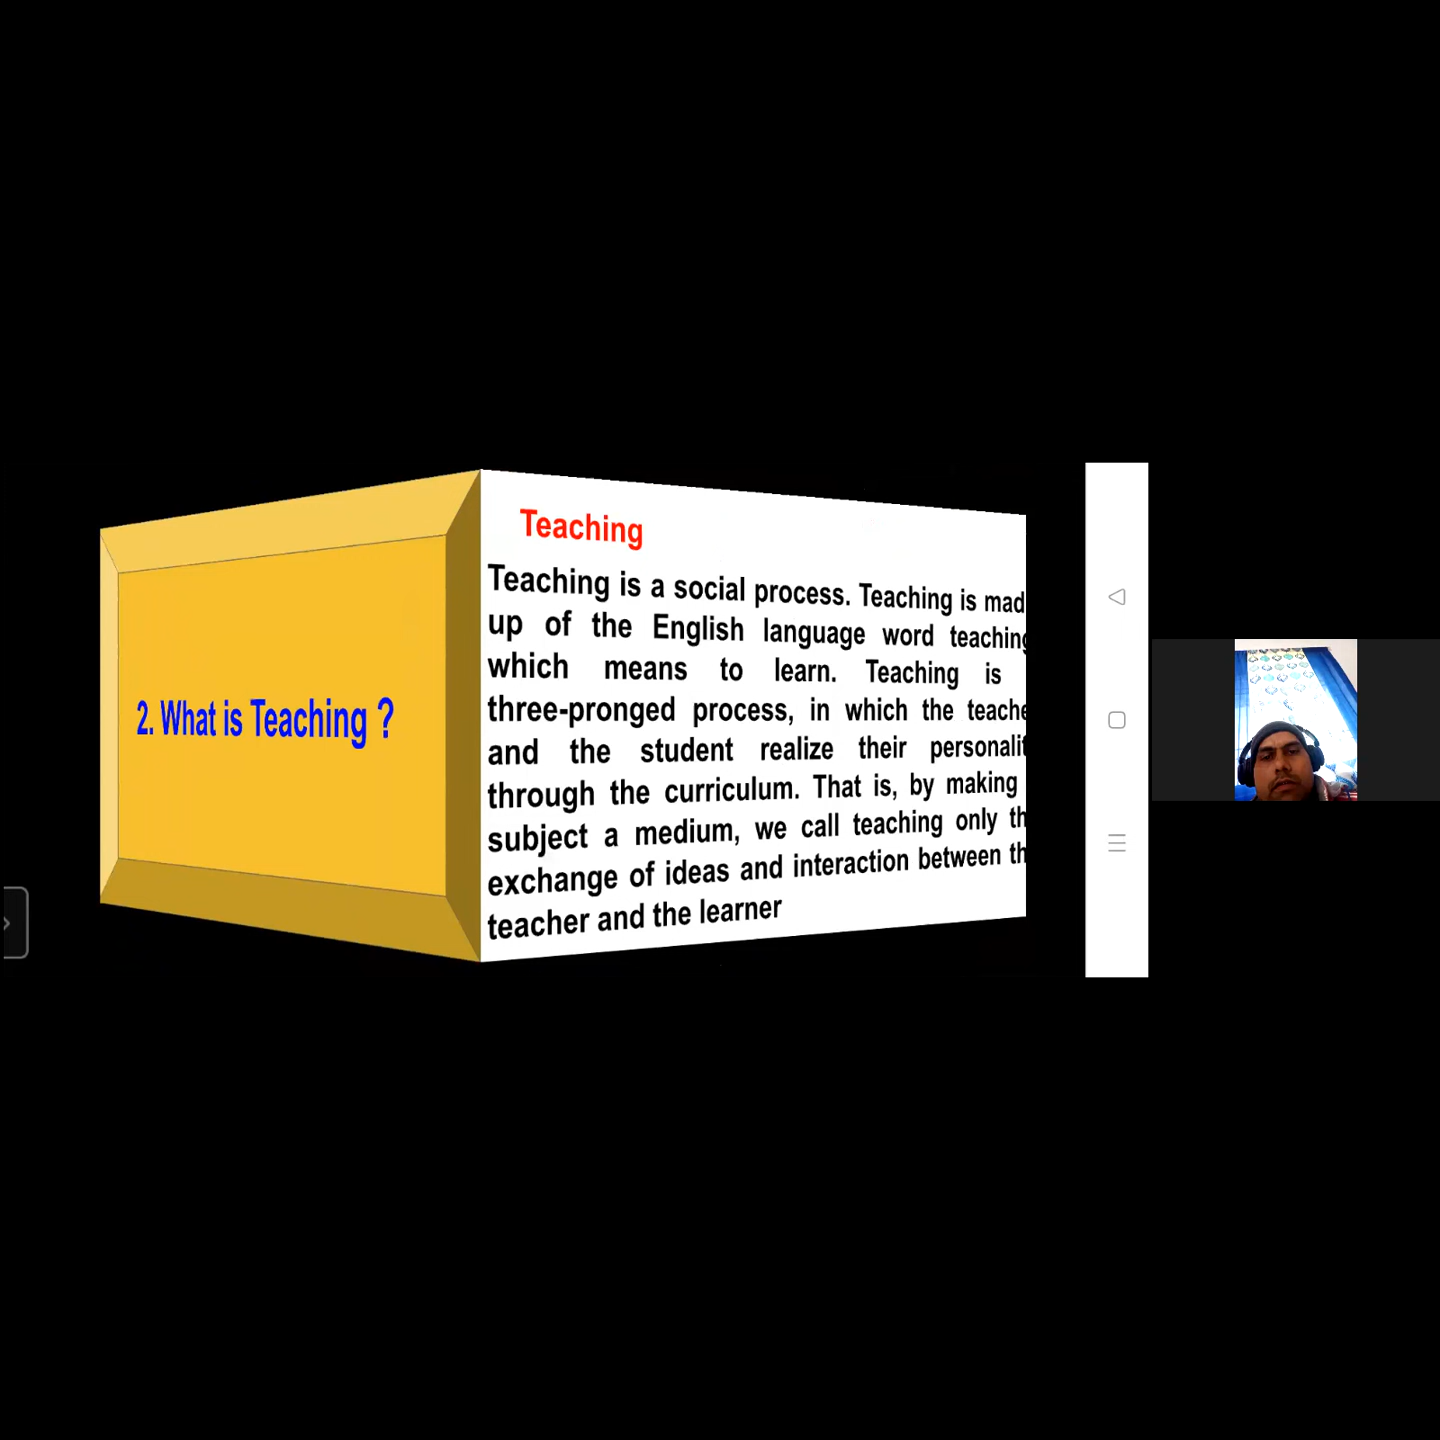 2. What is Teaching ?
Teaching
Teaching is a social process. Teaching is mad
up of the English language word teaching
which means to learn. Teaching is
three-pronged process, in which the teache
and the student realize their personalit
through the curriculum. That is, by making
subject a medium, we call teaching only th
exchange of ideas and interaction between th
teacher and the learner